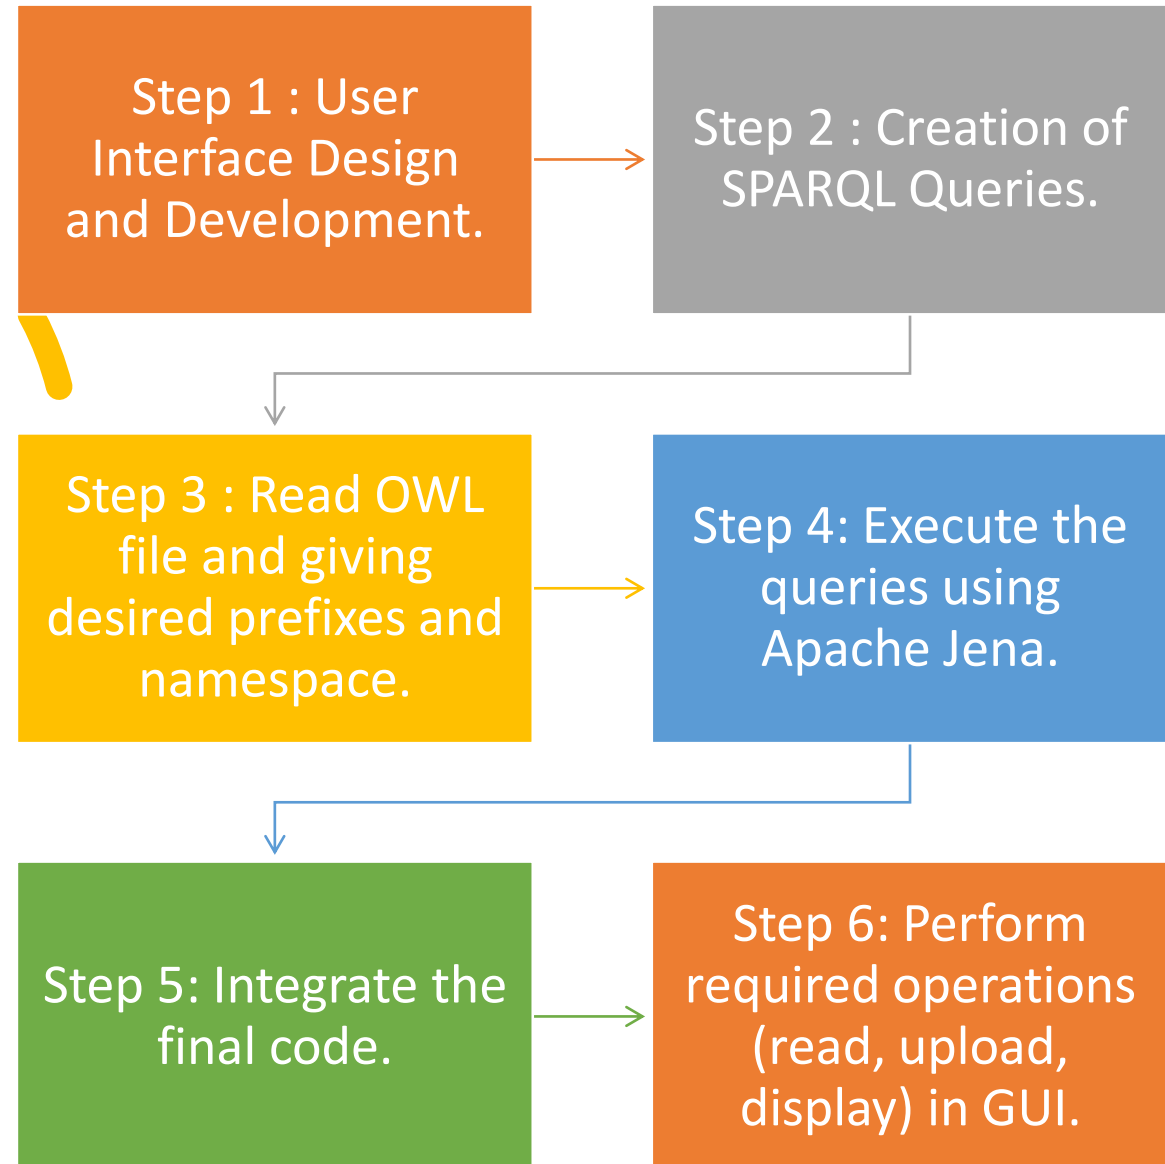 Step 1 : User
Interface Design
and Development.
Step 2 : Creation of
SPARQL Queries.
Step 3 : Read OWL
file and giving
desired prefixes and
namespace.
Step 4: Execute the
queries using
Apache Jena.
Step 5: Integrate the
final code.
Step 6: Perform
required operations
(read, upload,
display) in GUI.